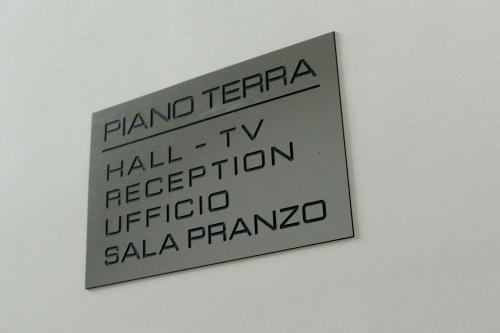 PIANO TERRA
HALL - TV
RECEPTION
UFFICIO
SALA PRANZO